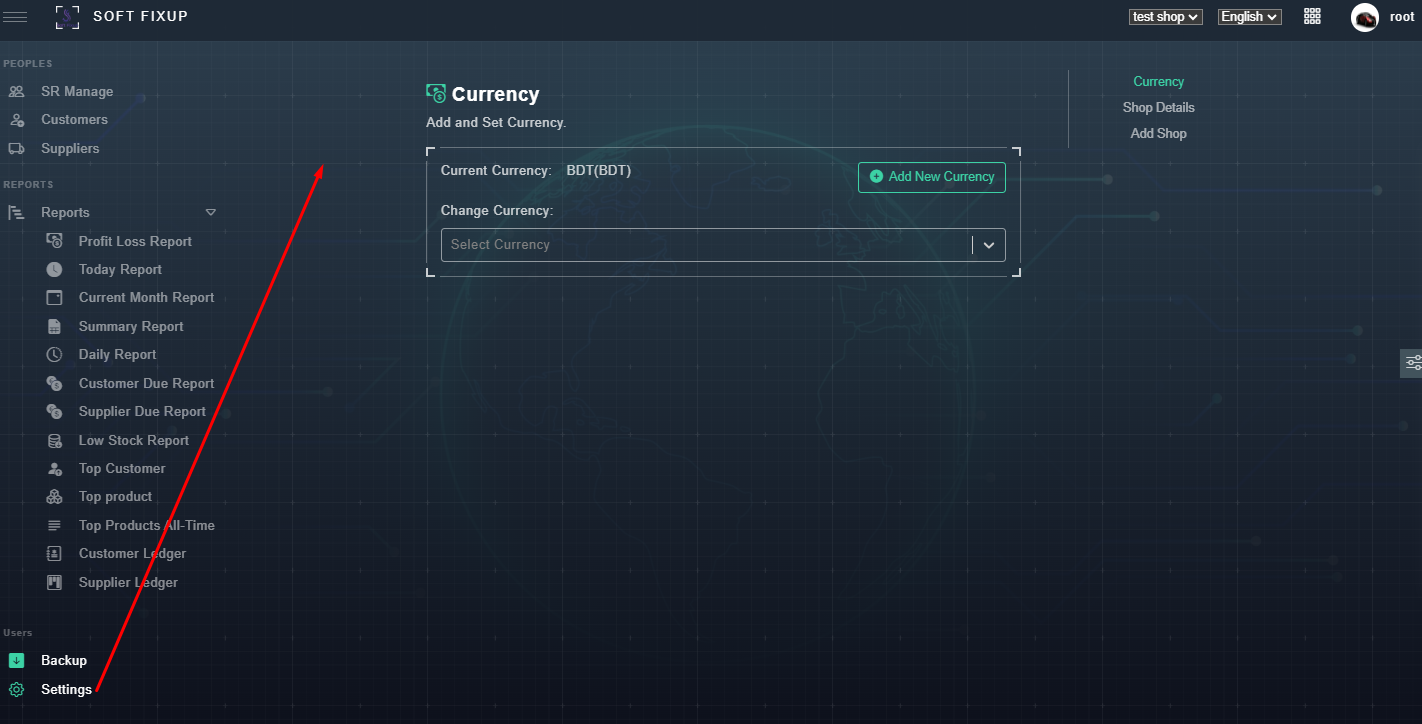 SOFT FIXUP
test shop
English
root
PEOPLES
SR Manage
Customers
Suppliers
REPORTS
Reports
Profit Loss Report
Today Report
Current Month Report
Summary Report
Daily Report
Customer Due Report
Supplier Due Report
Low Stock Report
Top Customer
Top product
Top Products All-Time
Customer Ledger
Supplier Ledger
Users
Backup
Settings
Currency
Add and Set Currency.
Current Currency: BDT(BDT)
Add New Currency
Change Currency:
Select Currency
Currency
Shop Details
Add Shop